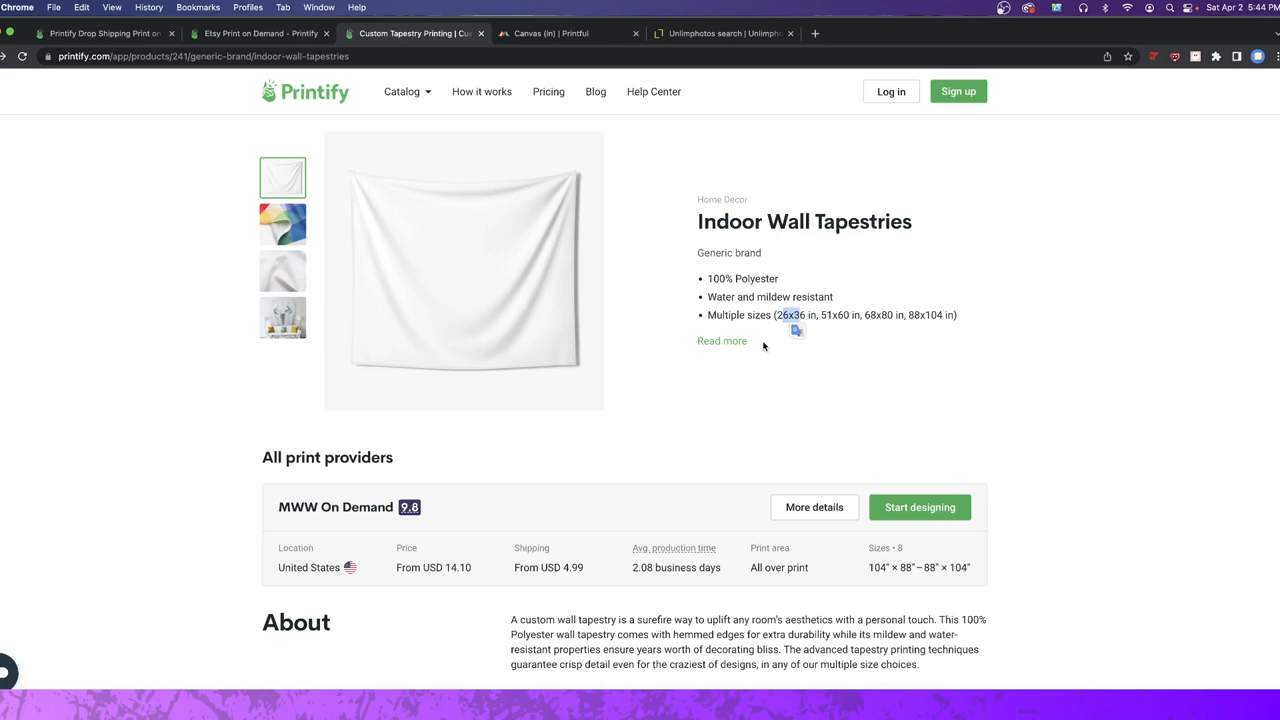 Chrome File Edit View History Bookmarks Profiles Tab Window Help Sat Apr 2 5:44 PM
Printify Drop Shipping Print on Etsy Print on Demand - Printify Custom Tapestry Printing | Cus Canvas (in) | Printful Unlimphotos search | Unlimpho
printify.com/app/products/241/generic-brand/indoor-wall-tapestries
Printify Catalog How it works Pricing Blog Help Center Log in Sign up
Home Decor
Indoor Wall Tapestries
Generic brand
• 100% Polyester
• Water and mildew resistant
• Multiple sizes (26x36 in, 51x60 in, 68x80 in, 88x104 in)
Read more
All print providers
MWW On Demand 9.8 More details Start designing
Location Price Shipping Avg. production time Print area Sizes • 8
United States From USD 14.10 From USD 4.99 2.08 business days All over print 104" × 88" – 88" × 104"
About
A custom wall tapestry is a surefire way to uplift any room's aesthetics with a personal touch. This 100%
Polyester wall tapestry comes with hemmed edges for extra durability while its mildew and water-
resistant properties ensure years worth of decorating bliss. The advanced tapestry printing techniques
guarantee crisp detail even for the craziest of designs, in any of our multiple size choices.